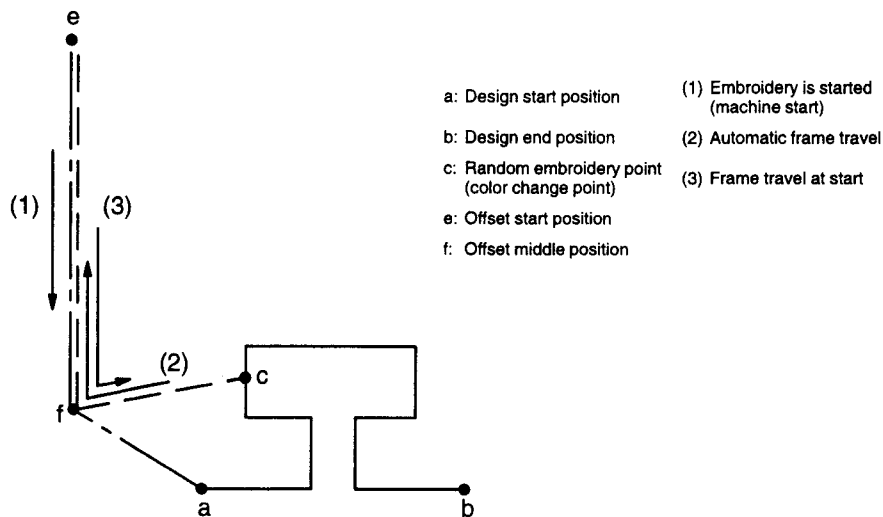 e
a: Design start position
b: Design end position
c: Random embroidery point
(color change point)
e: Offset start position
f: Offset middle position
(1) Embroidery is started
(machine start)
(2) Automatic frame travel
(3) Frame travel at start
(1)
(3)
(2)
c
f
a
b